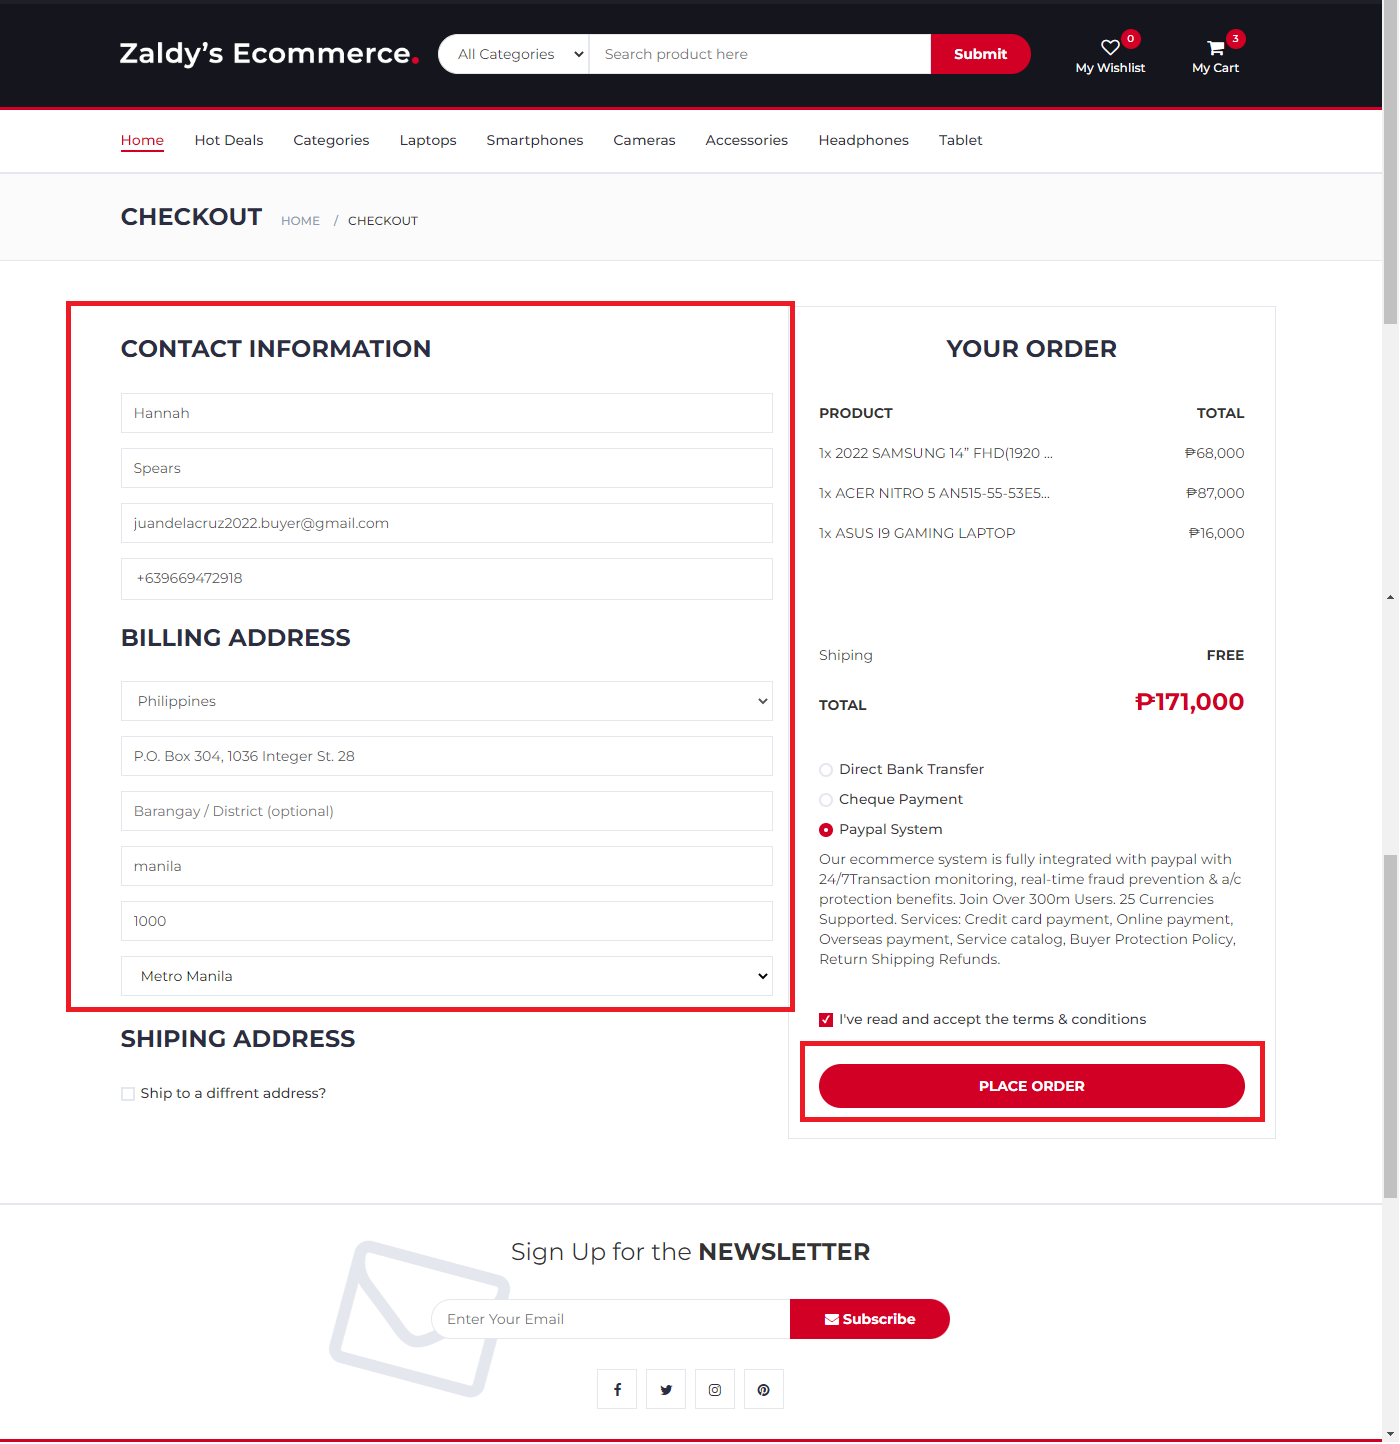 Zaldy's Ecommerce.
All Categories
Search product here
Submit
0
My Wishlist
3
My Cart
Home
Hot Deals
Categories
Laptops
Smartphones
Cameras
Accessories
Headphones
Tablet
CHECKOUT
HOME / CHECKOUT
CONTACT INFORMATION
Hannah
Spears
juandelacruz2022.buyer@gmail.com
+639669472918
BILLING ADDRESS
Philippines
P.O. Box 304, 1036 Integer St. 28
Barangay / District (optional)
manila
1000
Metro Manila
SHIPING ADDRESS
Ship to a diffrent address?
YOUR ORDER
PRODUCT TOTAL
1x 2022 SAMSUNG 14” FHD(1920 ... ₱68,000
1x ACER NITRO 5 AN515-55-53E5... ₱87,000
1x ASUS I9 GAMING LAPTOP ₱16,000
Shiping FREE
TOTAL ₱171,000
Direct Bank Transfer
Cheque Payment
Paypal System
Our ecommerce system is fully integrated with paypal with
24/7Transaction monitoring, real-time fraud prevention & a/c
protection benefits. Join Over 300m Users. 25 Currencies
Supported. Services: Credit card payment, Online payment,
Overseas payment, Service catalog, Buyer Protection Policy,
Return Shipping Refunds.
I've read and accept the terms & conditions
PLACE ORDER
Sign Up for the NEWSLETTER
Enter Your Email
Subscribe